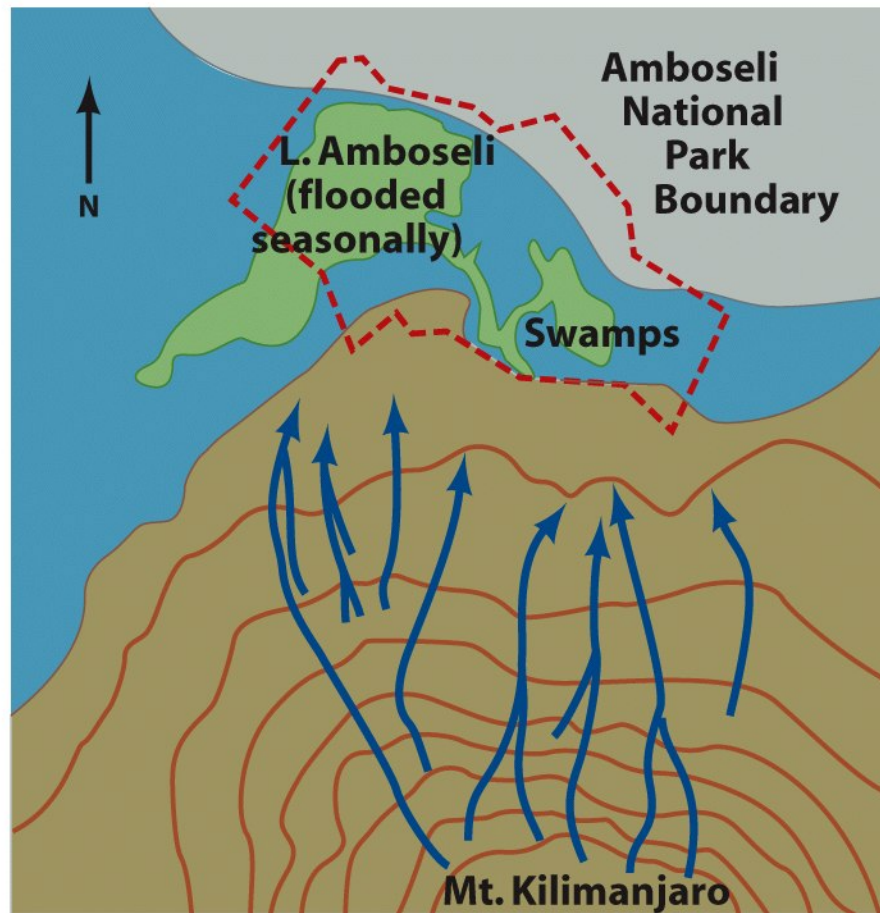 Amboseli
National
Park
Boundary
N
L. Amboseli
(flooded
seasonally)
Swamps
Mt. Kilimanjaro